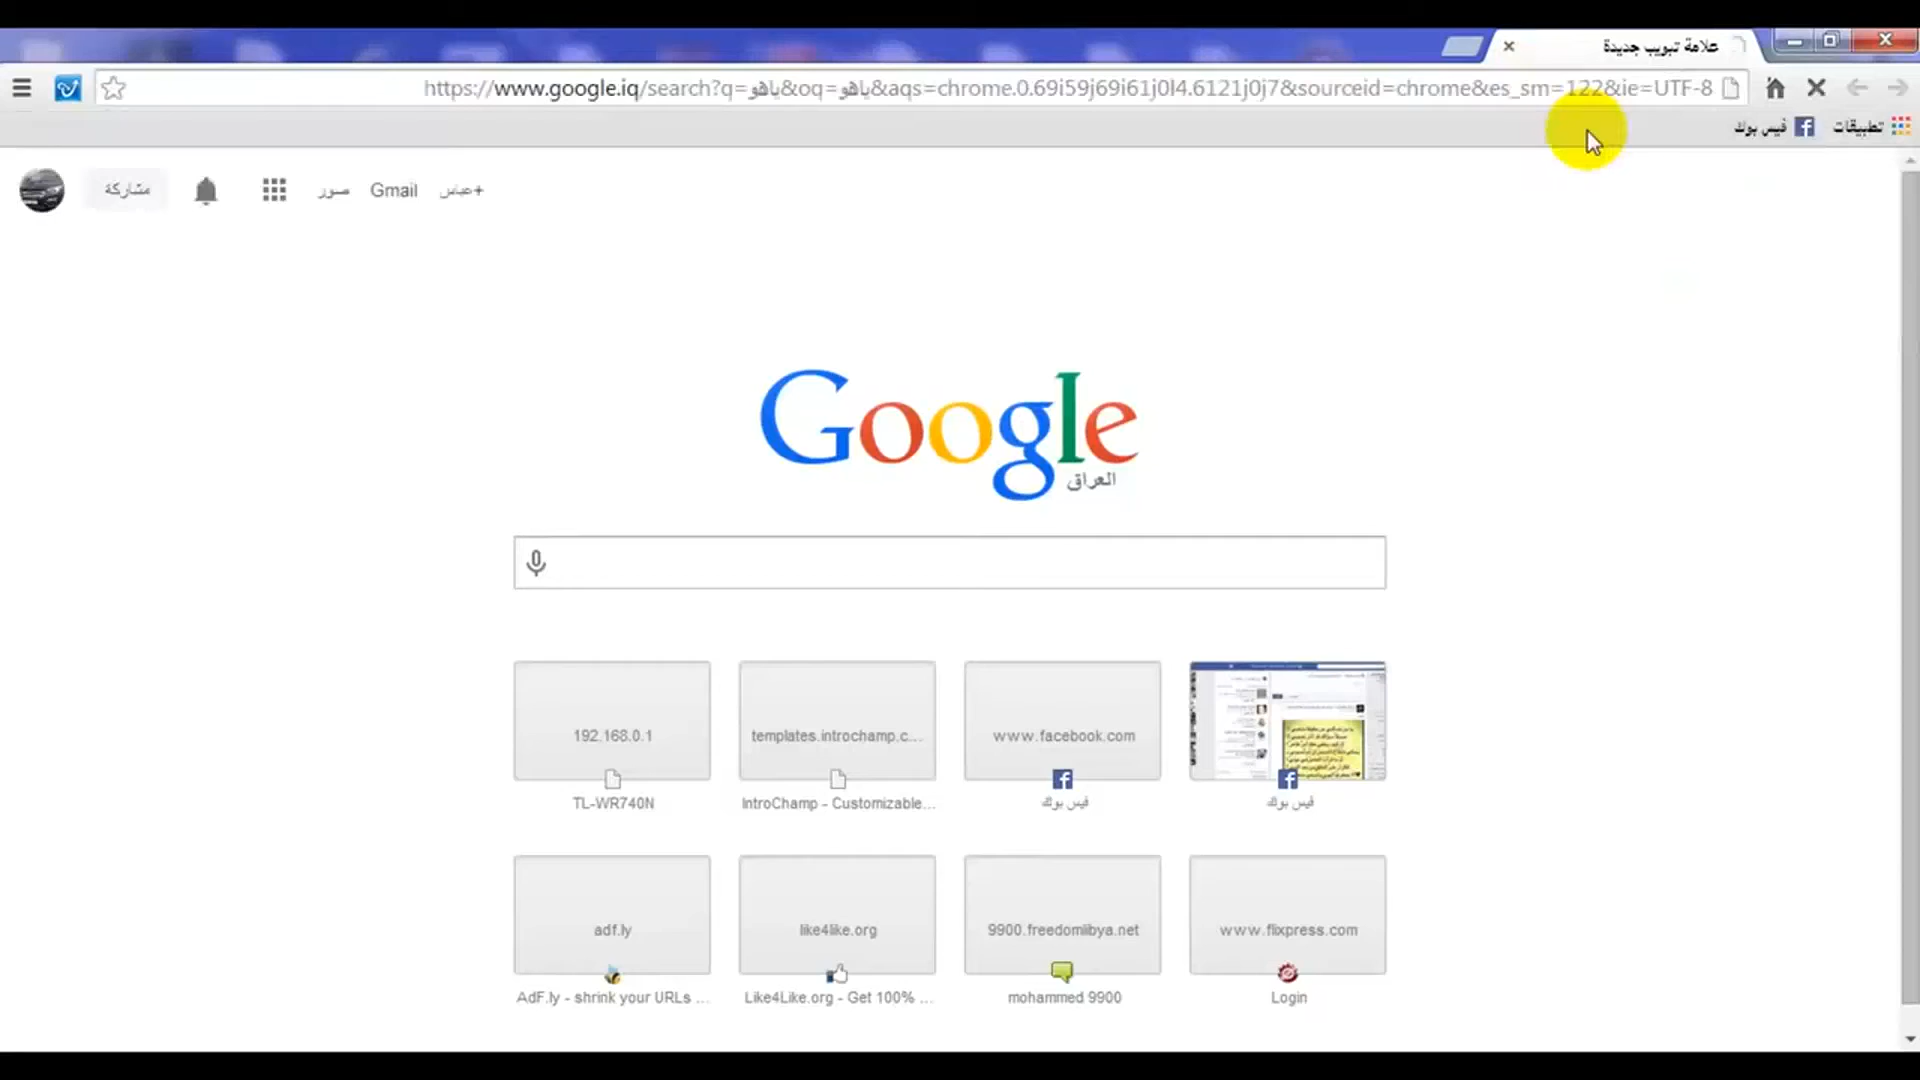 علامة تبويب جديدة
https://www.google.iq/search?q=ياهو&oq=ياهو&aqs=chrome.0.69i59j69i61j0l4.6121j0j7&sourceid=chrome&es_sm=122&ie=UTF-8
تطبيقات
فيس بوك
+عباس
Gmail
صور
مشاركة
Google
العراق
192.168.0.1
templates.introchamp.c...
www.facebook.com
TL-WR740N
IntroChamp - Customizable...
فيس بوك
فيس بوك
adf.ly
like4like.org
9900.freedomlibya.net
www.flixpress.com
AdF.ly - shrink your URLs ...
Like4Like.org - Get 100% ...
mohammed 9900
Login